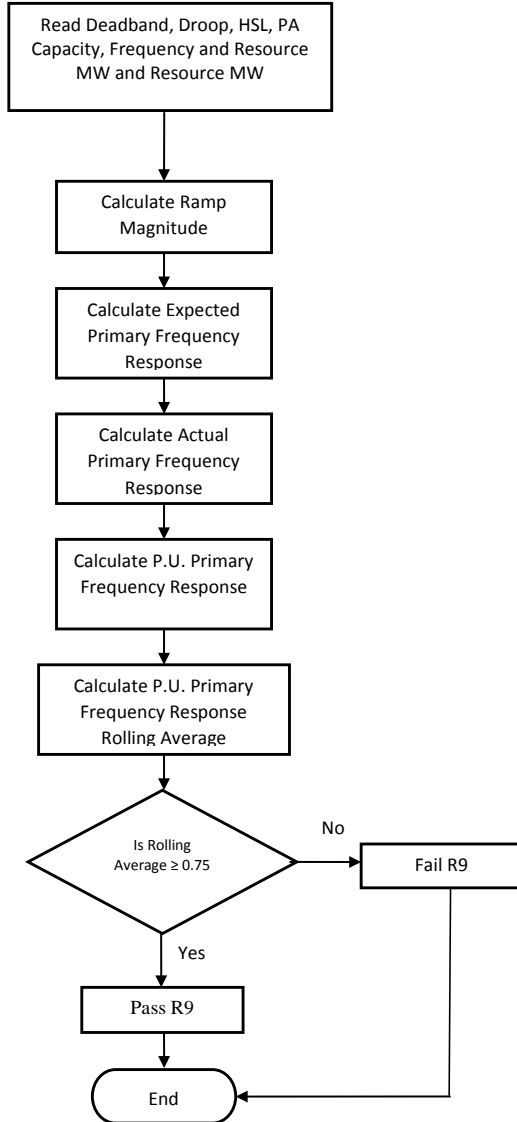 Read Deadband, Droop, HSL, PA
Capacity, Frequency and Resource
MW and Resource MW
Calculate Ramp
Magnitude
Calculate Expected
Primary Frequency
Response
Calculate Actual
Primary Frequency
Response
Calculate P.U. Primary
Frequency Response
Calculate P.U. Primary
Frequency Response
Rolling Average
Is Rolling
Average ≥ 0.75
No
Fail R9
Yes
Pass R9
End